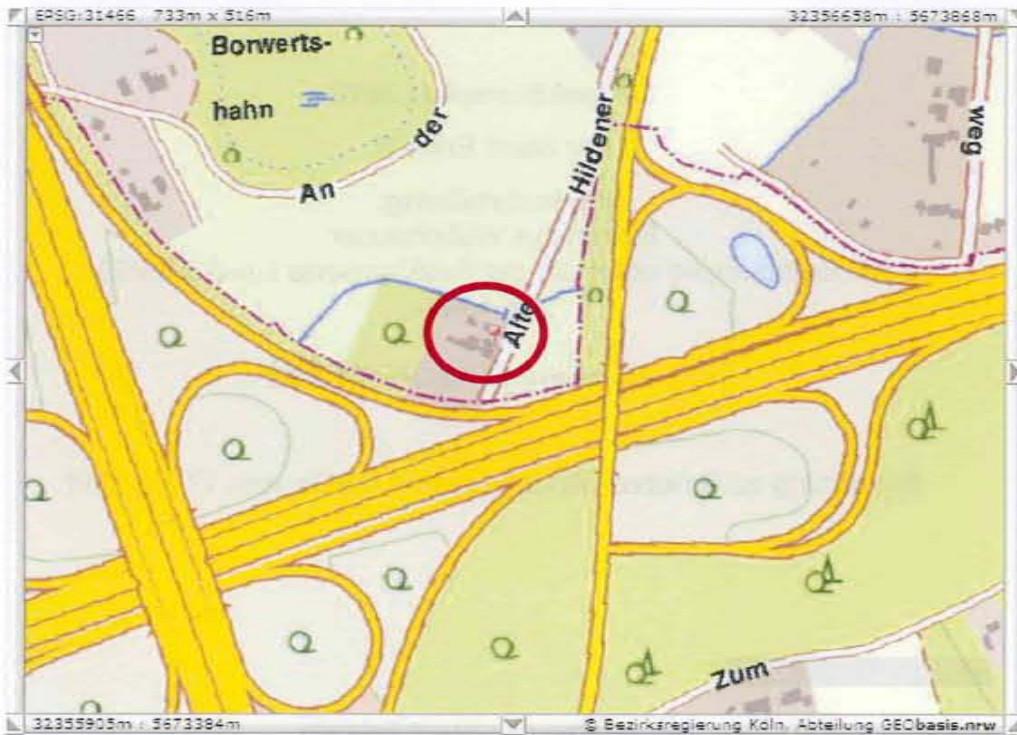 EPSG:31466 733m x 516m
32356658m : 5673868m
Borwerts-
hahn
An der
Alte Hildener
weg
Zum
32355905m : 5673384m
© Bezirksregierung Köln, Abteilung GEObasis.nrw